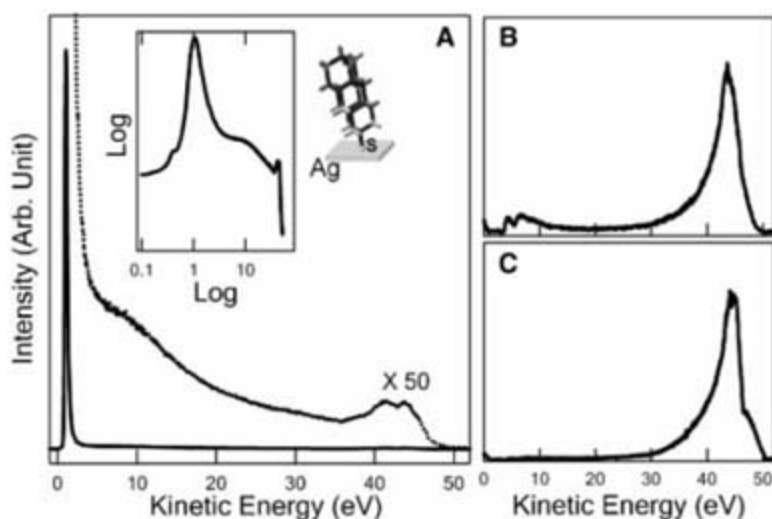 A
Log
Ag
S
0.1
1
10
Log
Intensity (Arb. Unit)
X 50
0
10
20
30
40
50
Kinetic Energy (eV)
B
C
0
10
20
30
40
50
Kinetic Energy (eV)